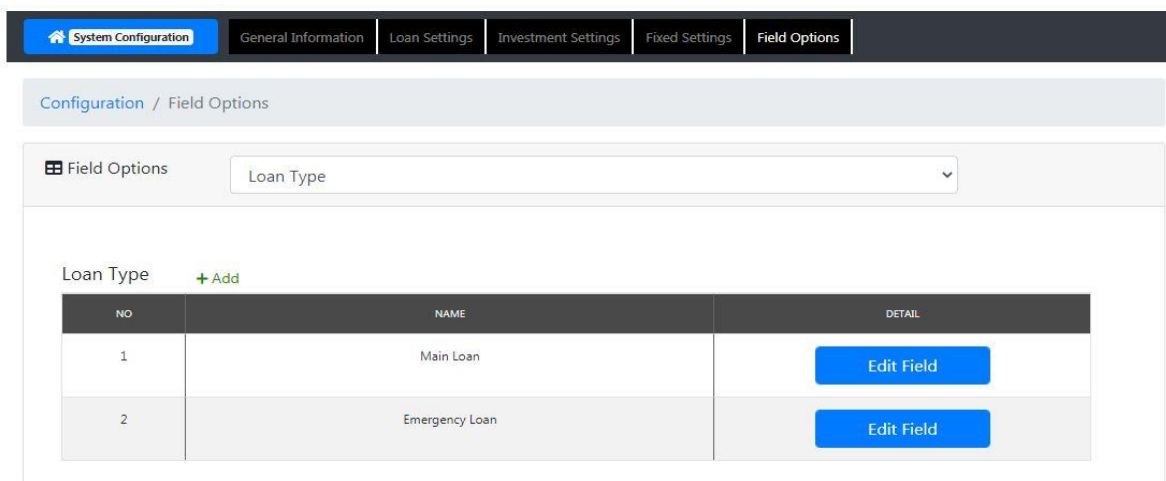 System Configuration General Information Loan Settings Investment Settings Fixed Settings Field Options
Configuration / Field Options
Field Options Loan Type
Loan Type + Add
NO NAME DETAIL
1 Main Loan Edit Field
2 Emergency Loan Edit Field